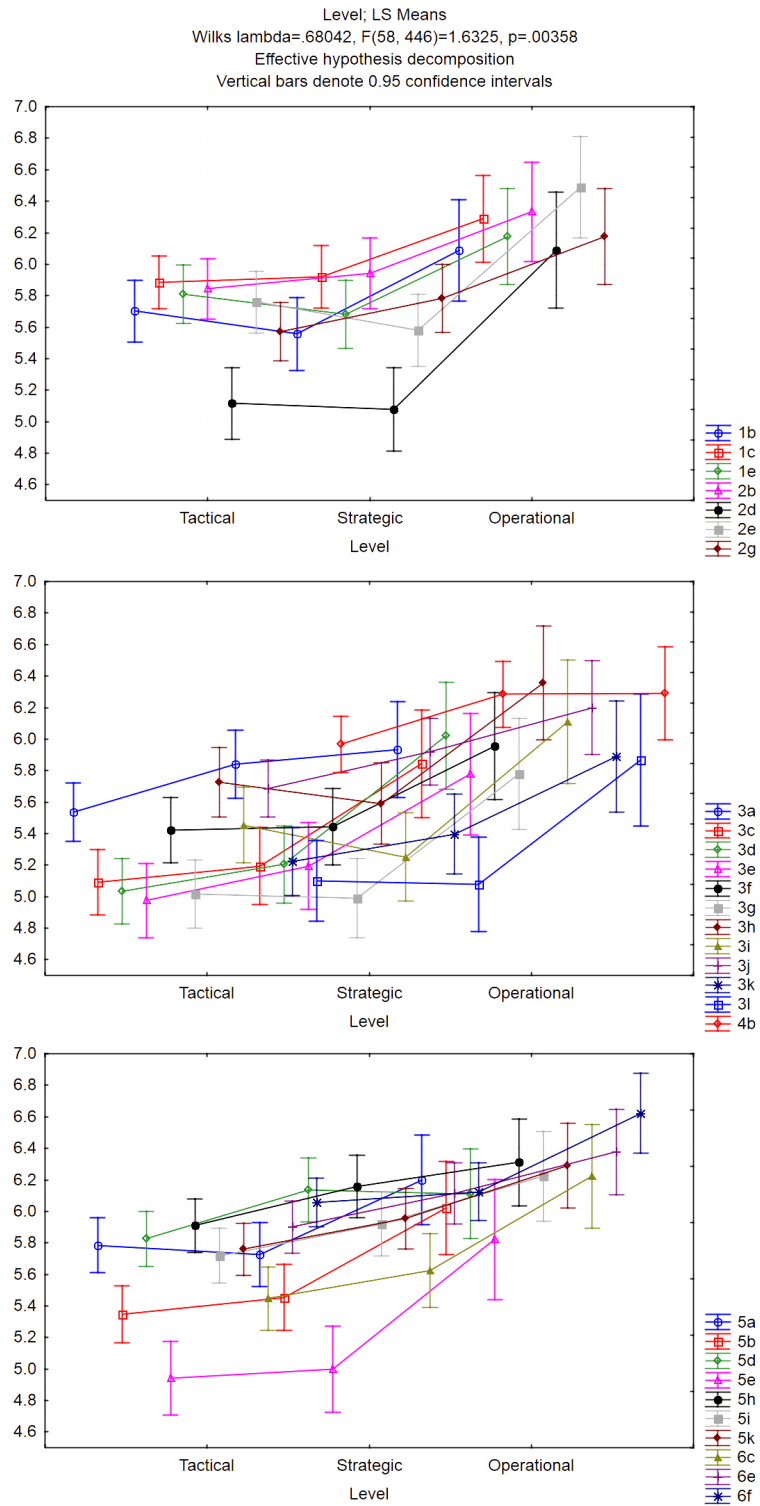 Level; LS Means
Wilks lambda=.68042, F(58, 446)=1.6325, p=.00358
Effective hypothesis decomposition
Vertical bars denote 0.95 confidence intervals
7.0
6.8
6.6
6.4
6.2
6.0
5.8
5.6
5.4
5.2
5.0
4.8
4.6
Tactical Strategic Operational
Level
1b
1c
1e
2b
2d
2e
2g
7.0
6.8
6.6
6.4
6.2
6.0
5.8
5.6
5.4
5.2
5.0
4.8
4.6
Tactical Strategic Operational
Level
3a
3c
3d
3e
3f
3g
3h
3i
3j
3k
3l
4b
7.0
6.8
6.6
6.4
6.2
6.0
5.8
5.6
5.4
5.2
5.0
4.8
4.6
Tactical Strategic Operational
Level
5a
5b
5d
5e
5h
5i
5k
6c
6e
6f